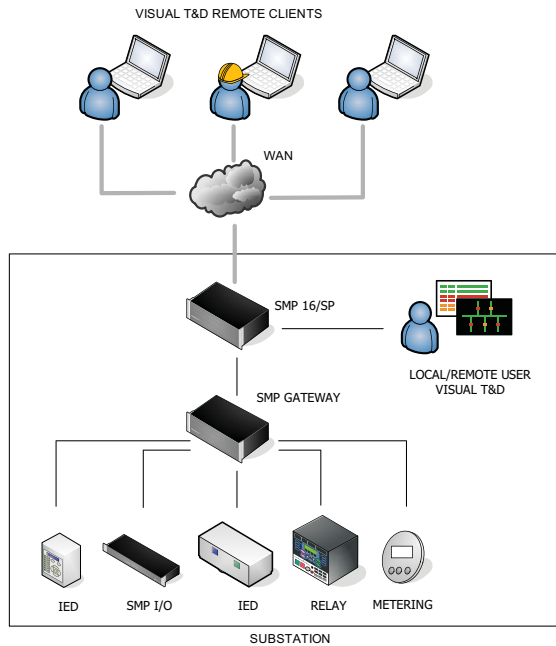 VISUAL T&D REMOTE CLIENTS
WAN
SMP 16/SP
LOCAL/REMOTE USER
VISUAL T&D
SMP GATEWAY
IED
SMP I/O
IED
RELAY
METERING
SUBSTATION